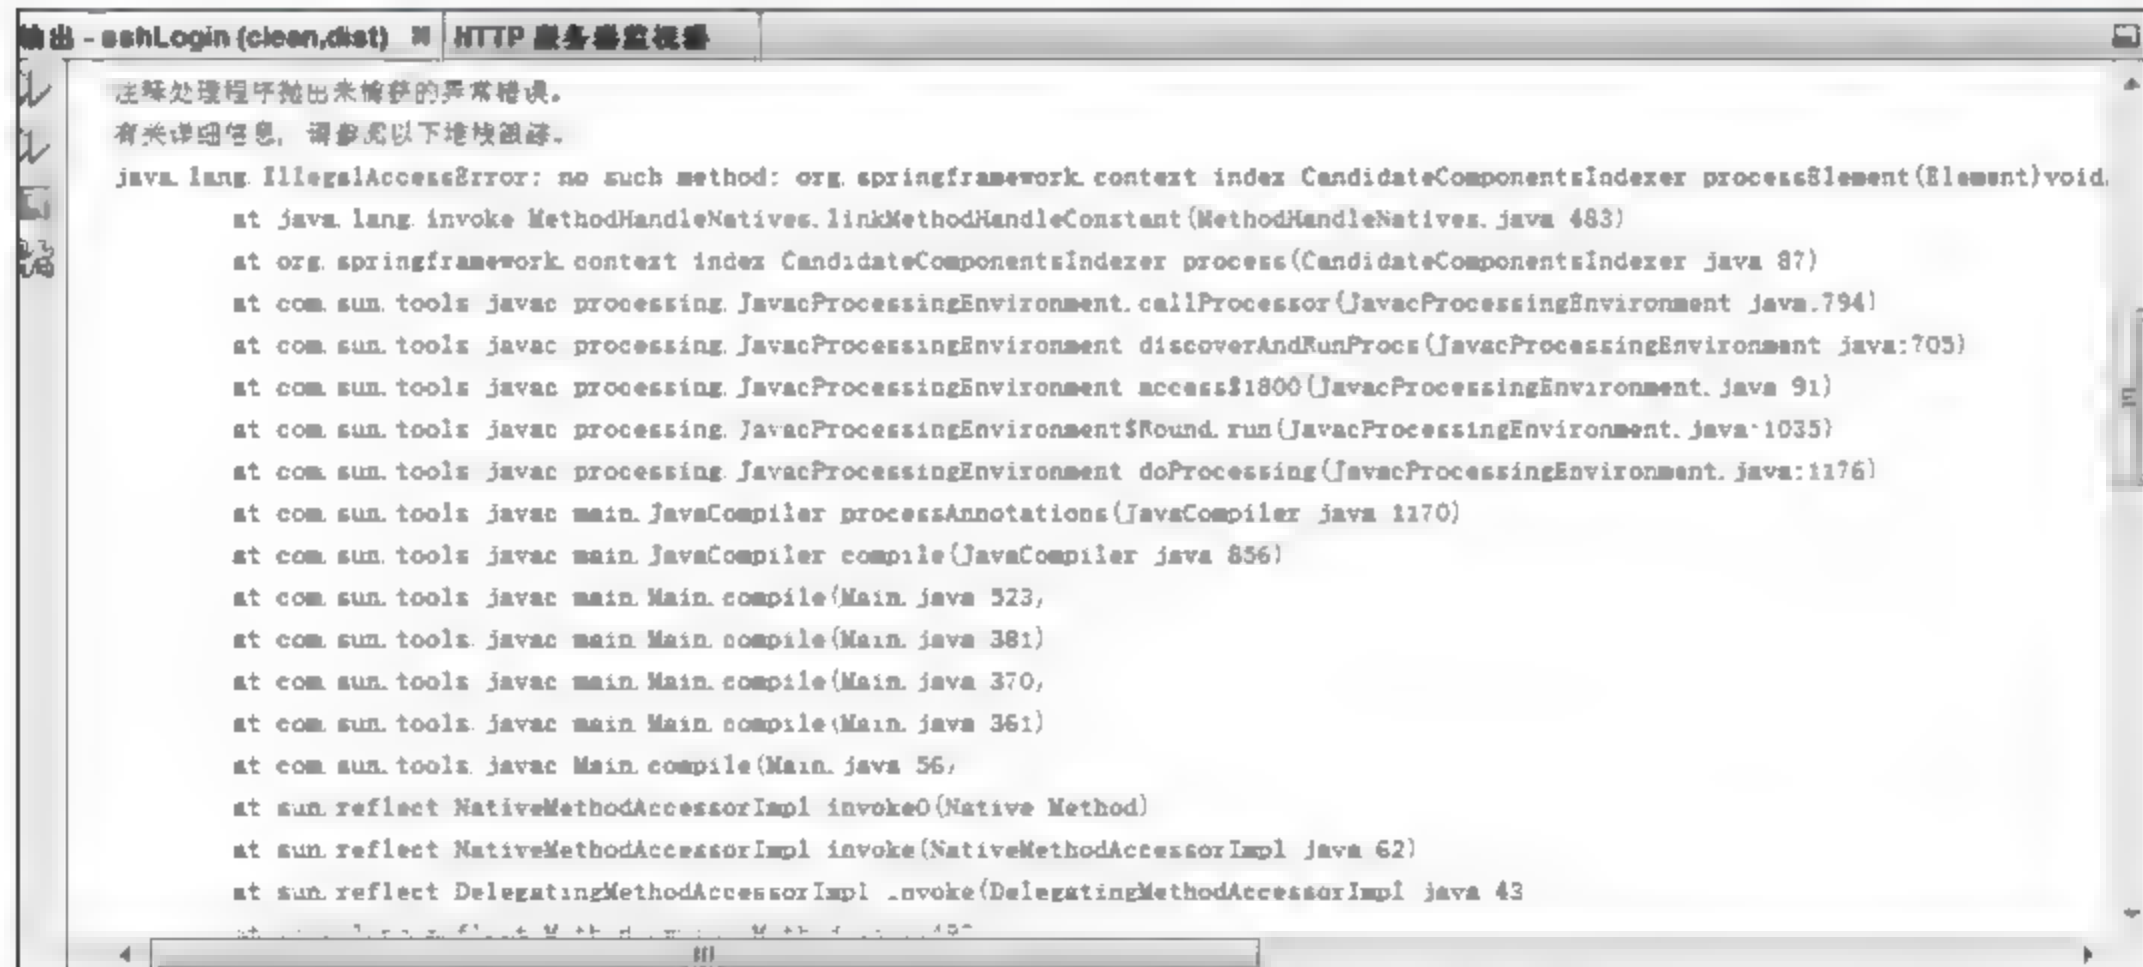 输出 - sshLogin (clean,dist) HTTP 服务器监视器
注释处理程序抛出未捕获的异常错误。
有关详细信息, 请参见以下堆栈跟踪。
java.lang.IllegalAccessError: no such method: org.springframework.context.index.CandidateComponentsIndexer.processElement(Element)void
at java.lang.invoke.MethodHandleNatives.linkMethodHandleConstant(MethodHandleNatives.java:483)
at org.springframework.context.index.CandidateComponentsIndexer.process(CandidateComponentsIndexer.java:87)
at com.sun.tools.javac.processing.JavacProcessingEnvironment.callProcessor(JavacProcessingEnvironment.java:794)
at com.sun.tools.javac.processing.JavacProcessingEnvironment.discoverAndRunProcs(JavacProcessingEnvironment.java:705)
at com.sun.tools.javac.processing.JavacProcessingEnvironment.access$1800(JavacProcessingEnvironment.java:91)
at com.sun.tools.javac.processing.JavacProcessingEnvironment$Round.run(JavacProcessingEnvironment.java:1035)
at com.sun.tools.javac.processing.JavacProcessingEnvironment.doProcessing(JavacProcessingEnvironment.java:1176)
at com.sun.tools.javac.main.JavaCompiler.processAnnotations(JavaCompiler.java:1170)
at com.sun.tools.javac.main.JavaCompiler.compile(JavaCompiler.java:856)
at com.sun.tools.javac.main.Main.compile(Main.java:523)
at com.sun.tools.javac.main.Main.compile(Main.java:381)
at com.sun.tools.javac.main.Main.compile(Main.java:370)
at com.sun.tools.javac.main.Main.compile(Main.java:361)
at com.sun.tools.javac.Main.compile(Main.java:56)
at sun.reflect.NativeMethodAccessorImpl.invoke0(Native Method)
at sun.reflect.NativeMethodAccessorImpl.invoke(NativeMethodAccessorImpl.java:62)
at sun.reflect.DelegatingMethodAccessorImpl.invoke(DelegatingMethodAccessorImpl.java:43